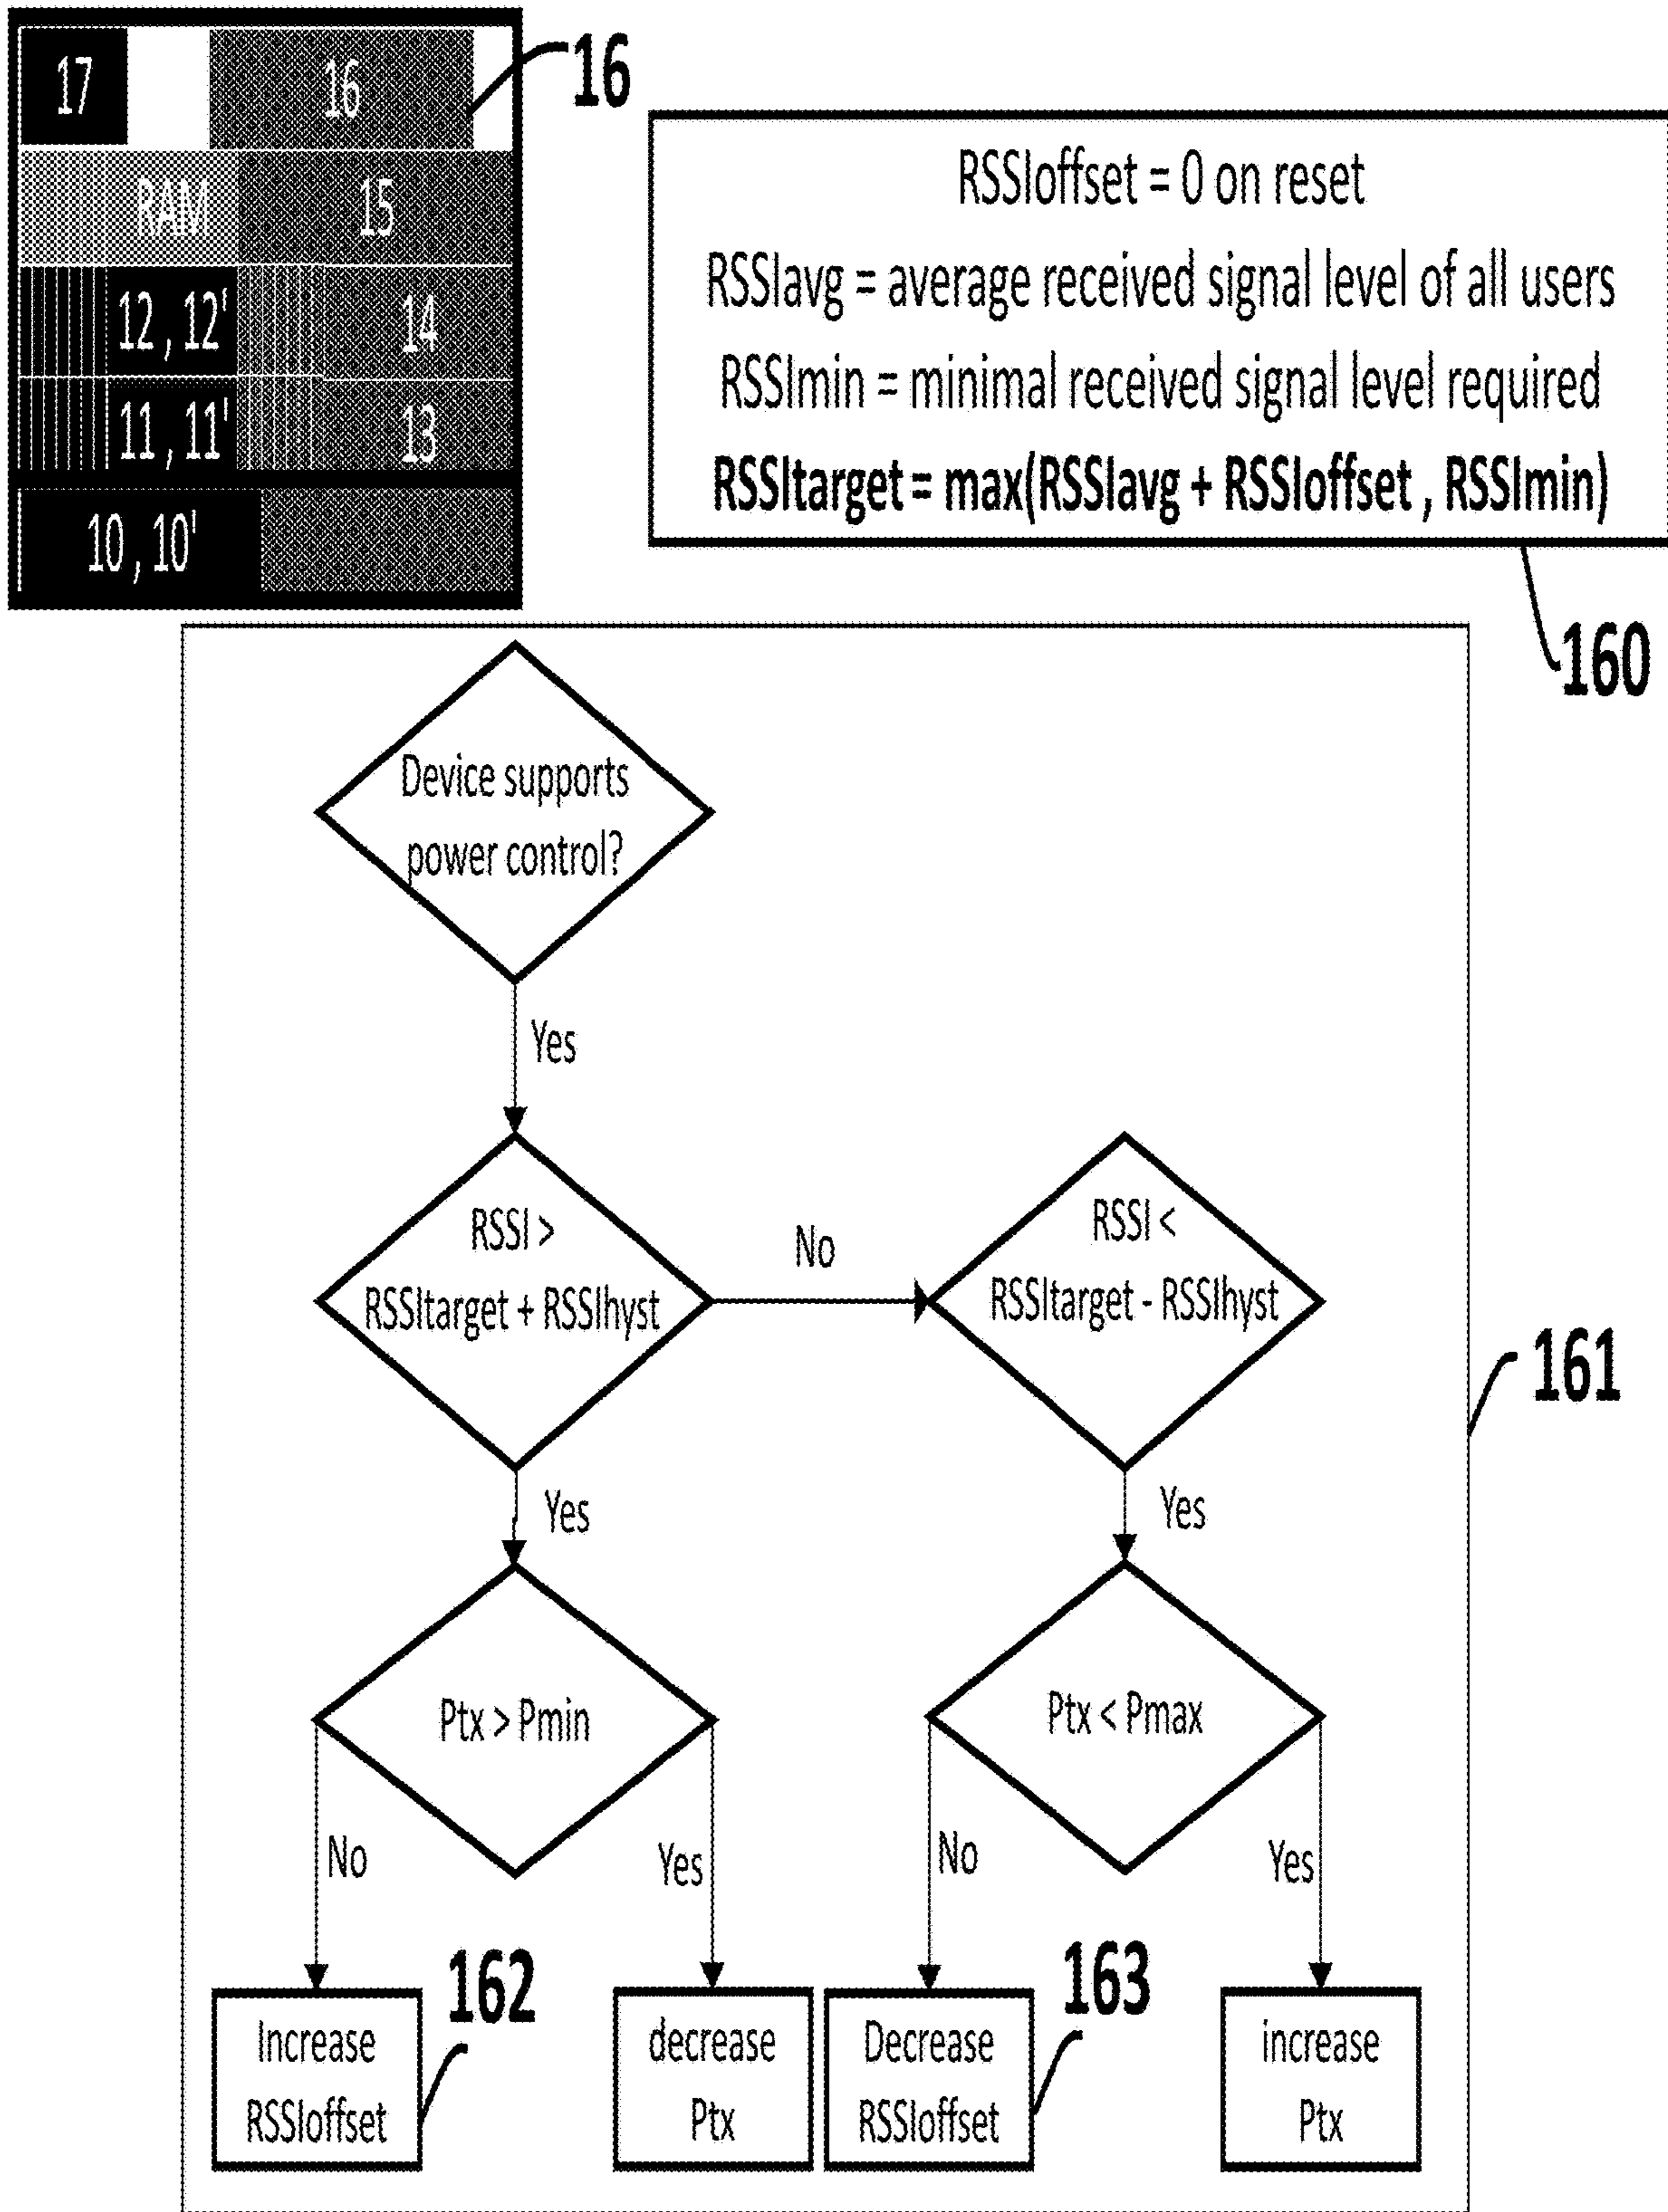 17
16
16
RAM
15
12 , 12'
14
11 , 11'
13
10 , 10'
RSSIoffset = 0 on reset
RSSIavg = average received signal level of all users
RSSImin = minimal received signal level required
RSSItarget = max(RSSIavg + RSSIoffset , RSSImin)
160
Device supports
power control?
Yes
RSSI >
RSSItarget + RSSIhyst
No
RSSI <
RSSItarget - RSSIhyst
161
Yes
Yes
Ptx > Pmin
Ptx < Pmax
No
Yes
No
Yes
162
163
Increase
RSSIoffset
decrease
Ptx
Decrease
RSSIoffset
increase
Ptx